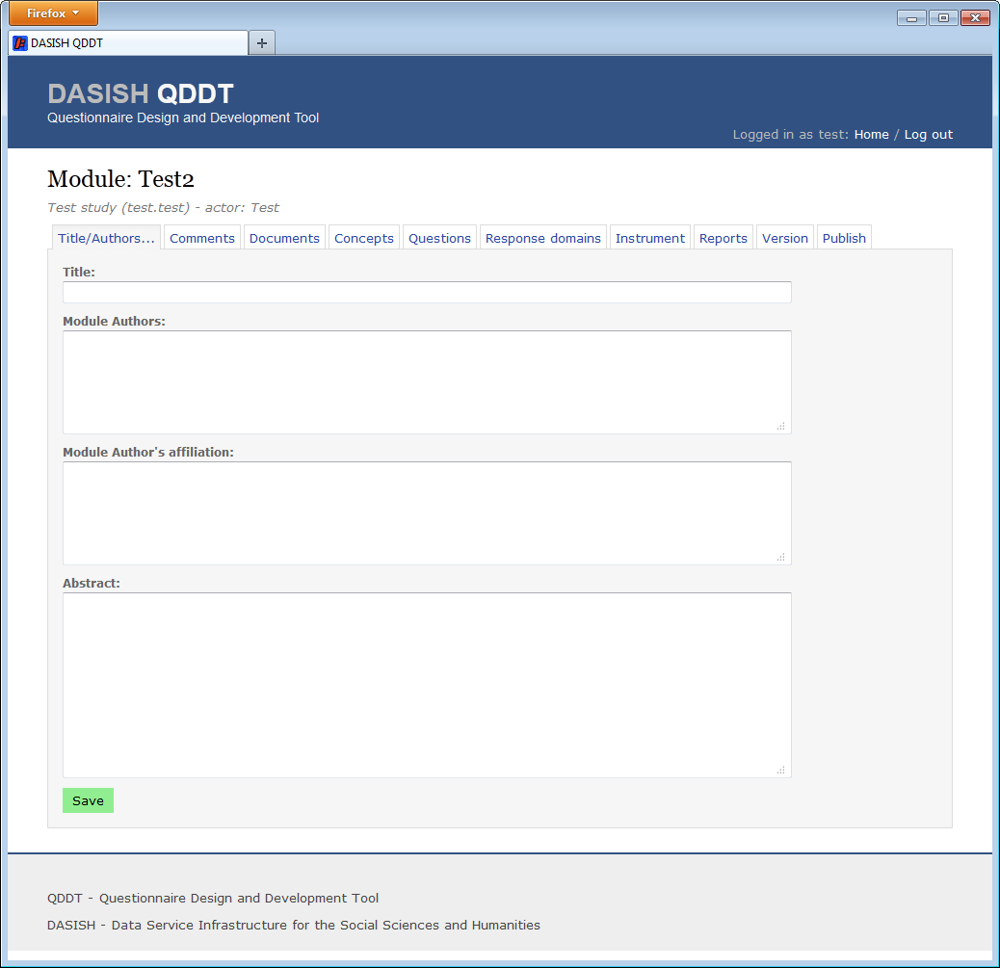 Firefox
DASISH QDDT
DASISH QDDT
Questionnaire Design and Development Tool
Logged in as test: Home / Log out
Module: Test2
Test study (test.test) - actor: Test
Title/Authors... Comments Documents Concepts Questions Response domains Instrument Reports Version Publish
Title:
Module Authors:
Module Author's affiliation:
Abstract:
Save
QDDT - Questionnaire Design and Development Tool
DASISH - Data Service Infrastructure for the Social Sciences and Humanities